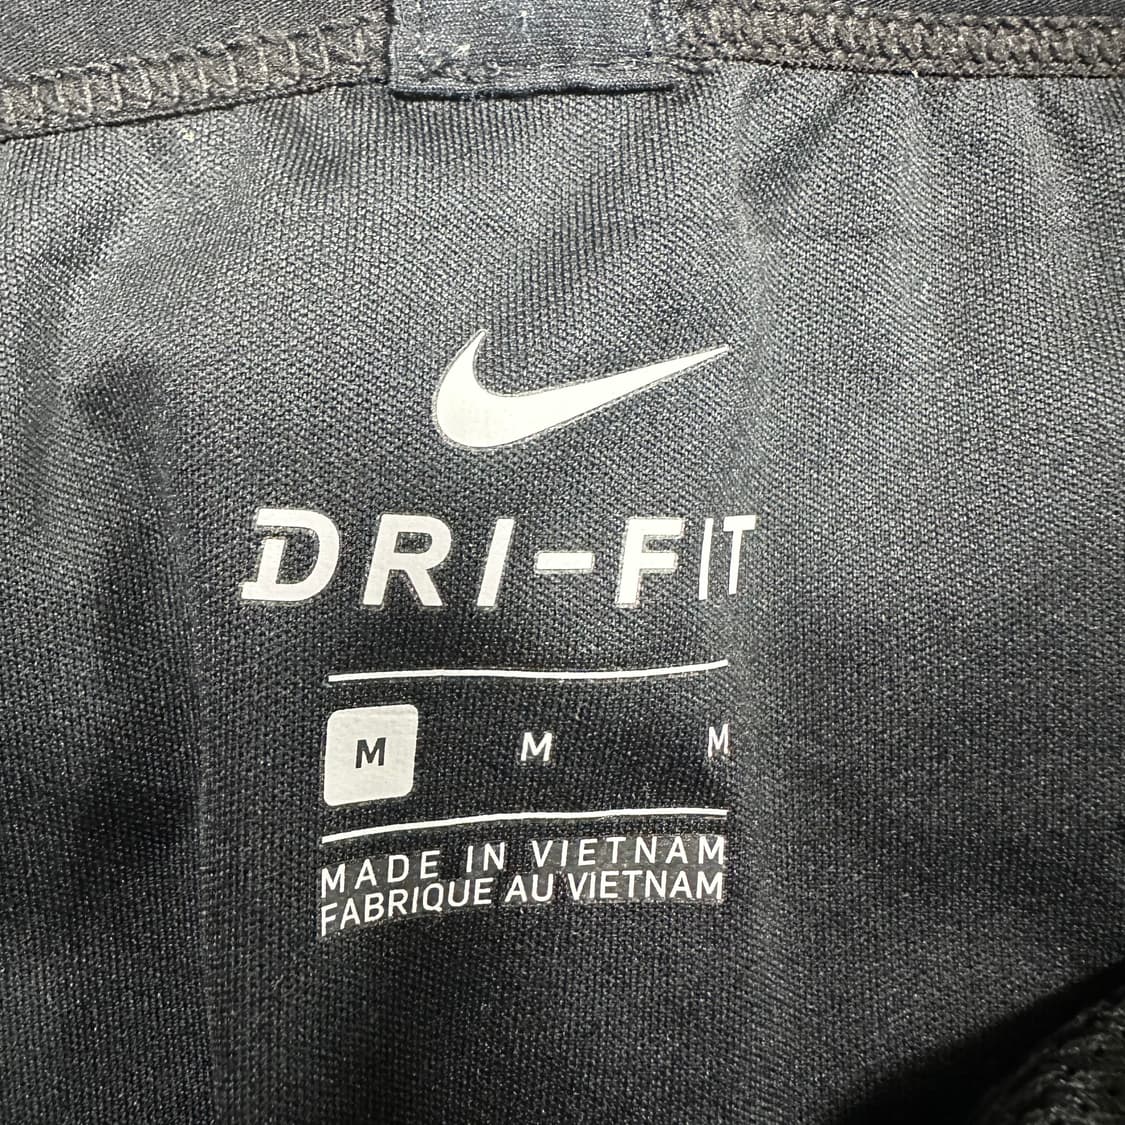 DRI-FIT
M M M
MADE IN VIETNAM
FABRIQUE AU VIETNAM